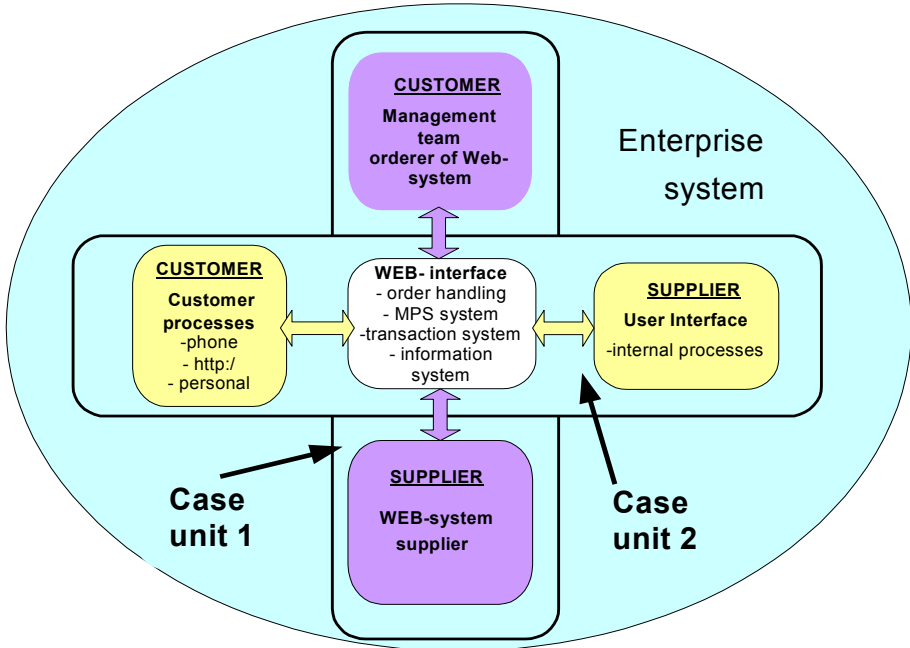 CUSTOMER
Management
team
orderer of Web-
system
Enterprise
system
CUSTOMER
Customer
processes
-phone
- http:/
- personal
WEB- interface
- order handling
- MPS system
-transaction system
- information
system
SUPPLIER
User Interface
-internal processes
SUPPLIER
WEB-system
supplier
Case
unit 1
Case
unit 2